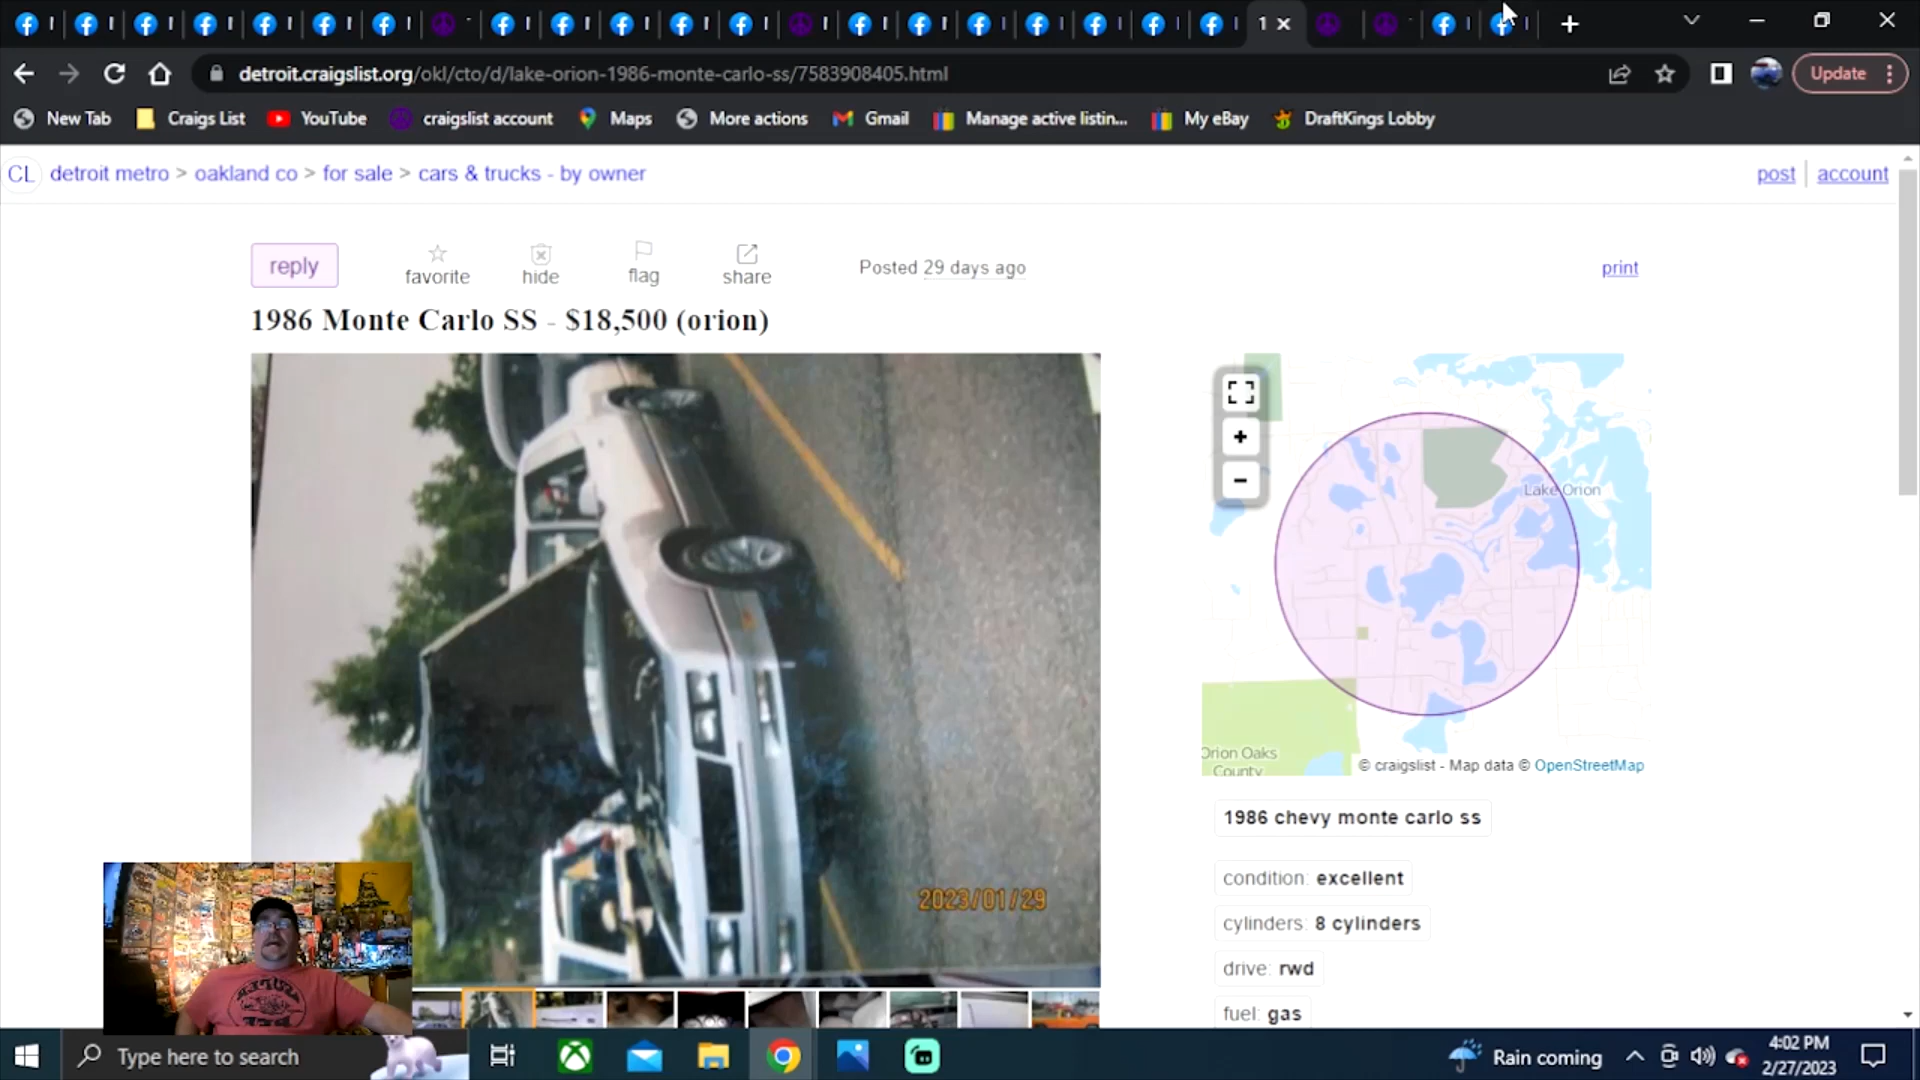 1
detroit.craigslist.org/okl/cto/d/lake-orion-1986-monte-carlo-ss/7583908405.html
Update
New Tab
Craigs List
YouTube
craigslist account
Maps
More actions
Gmail
Manage active listin...
My eBay
DraftKings Lobby
CL detroit metro > oakland co > for sale > cars & trucks - by owner
post
account
reply
favorite
hide
flag
share
Posted 29 days ago
print
1986 Monte Carlo SS - $18,500 (orion)
+
−
Lake Orion
Orion Oaks
County
© craigslist - Map data © OpenStreetMap
2023/01/29
1986 chevy monte carlo ss
condition: excellent
cylinders: 8 cylinders
drive: rwd
fuel: gas
Type here to search
Rain coming
4:02 PM
2/27/2023